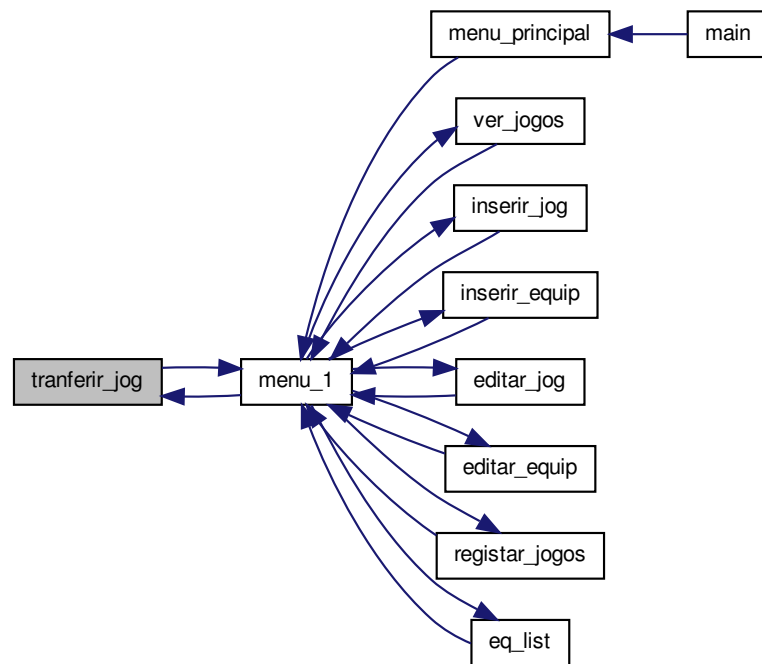 menu_principal
main
ver_jogos
inserir_jog
inserir_equip
tranferir_jog
menu_1
editar_jog
editar_equip
registar_jogos
eq_list